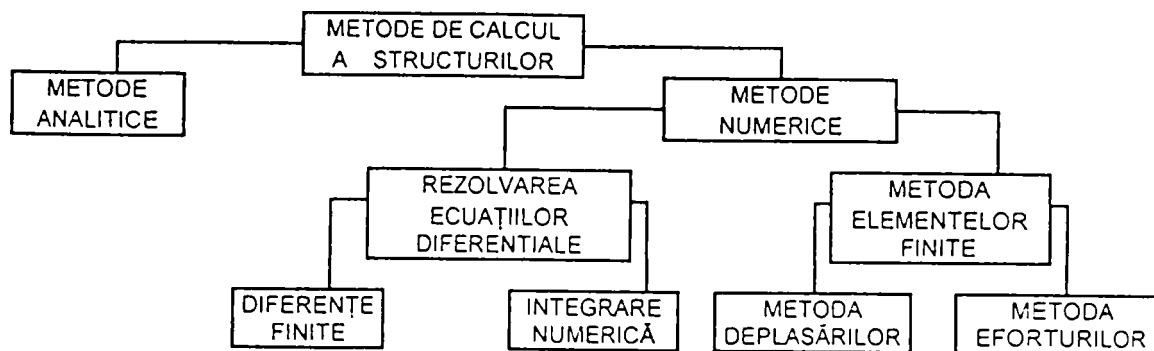 METODE DE CALCUL
A STRUCTURILOR
METODE
ANALITICE
METODE
NUMERICE
REZOLVAREA
ECUAȚIILOR
DIFERENTIALE
METODA
ELEMENTELOR
FINITE
DIFERENȚE
FINITE
INTEGRARE
NUMERICĂ
METODA
DEPLASĂRILOR
METODA
EFORTURILOR